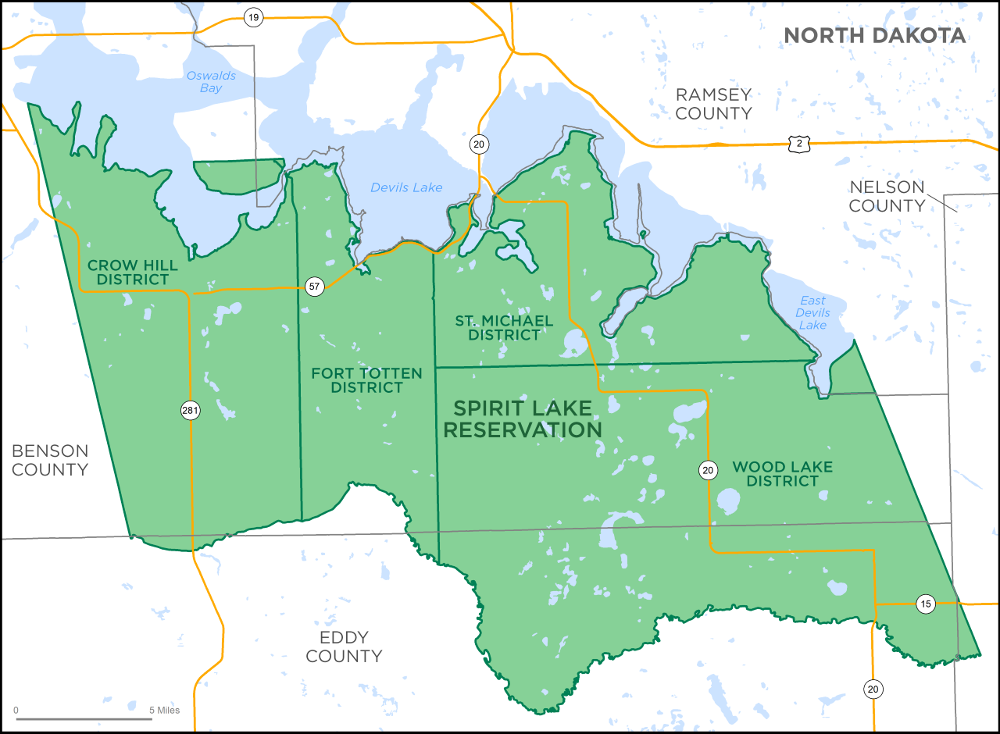 19
NORTH DAKOTA
Oswalds
Bay
RAMSEY
COUNTY
20
2
Devils Lake
NELSON
COUNTY
CROW HILL
DISTRICT
57
East
Devils
Lake
ST. MICHAEL
DISTRICT
FORT TOTTEN
DISTRICT
SPIRIT LAKE
RESERVATION
281
BENSON
COUNTY
20
WOOD LAKE
DISTRICT
15
EDDY
COUNTY
20
0 5 Miles